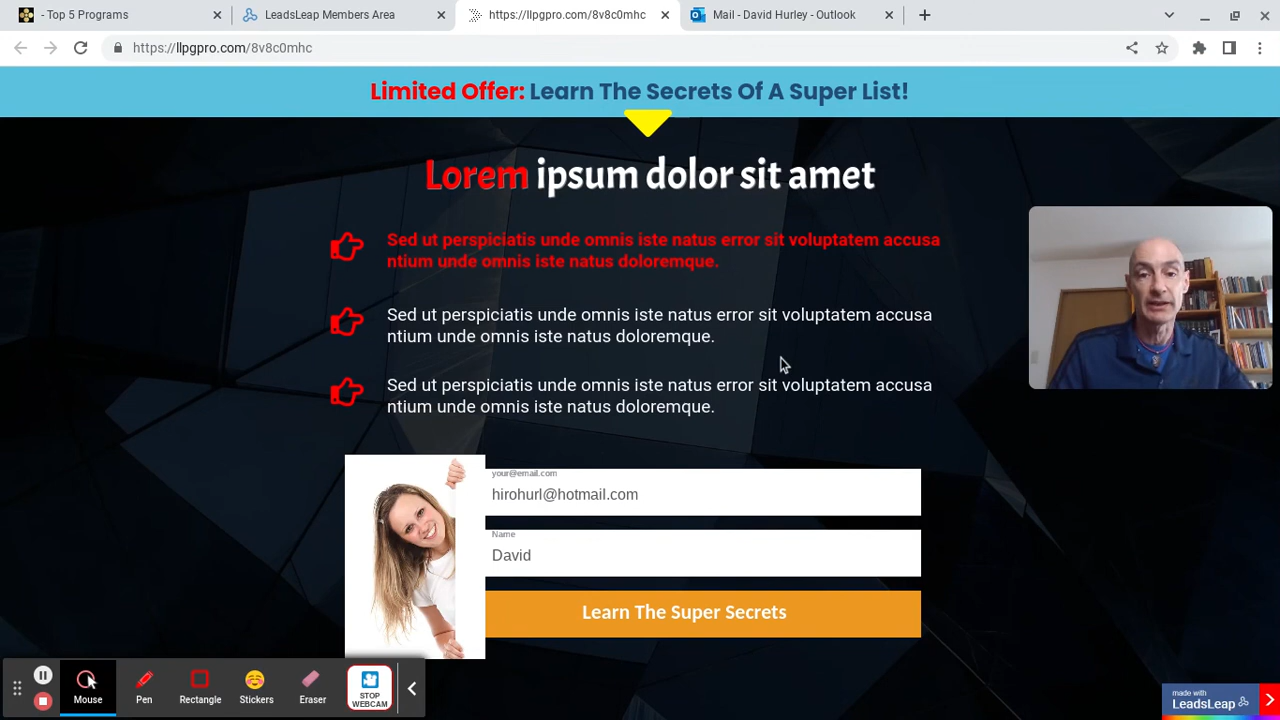 - Top 5 Programs
LeadsLeap Members Area
https://llpgpro.com/8v8c0mhc
Mail - David Hurley - Outlook
https://llpgpro.com/8v8c0mhc
Limited Offer: Learn The Secrets Of A Super List!
Lorem ipsum dolor sit amet
Sed ut perspiciatis unde omnis iste natus error sit voluptatem accusa
ntium unde omnis iste natus doloremque.
Sed ut perspiciatis unde omnis iste natus error sit voluptatem accusa
ntium unde omnis iste natus doloremque.
Sed ut perspiciatis unde omnis iste natus error sit voluptatem accusa
ntium unde omnis iste natus doloremque.
your@email.com
hirohurl@hotmail.com
Name
David
Learn The Super Secrets
Mouse
Pen
Rectangle
Stickers
Eraser
STOP
WEBCAM
made with
LeadsLeap